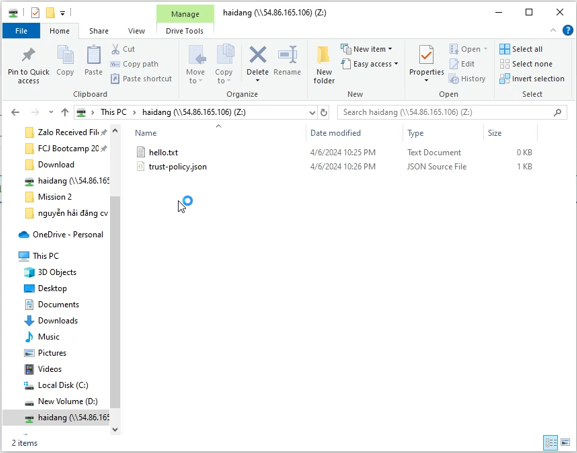 Manage
haidang (\\54.86.165.106) (Z:)
File
Home
Share
View
Drive Tools
Pin to Quick access
Copy
Paste
Cut
Copy path
Paste shortcut
Clipboard
Move to
Copy to
Delete
Rename
Organize
New folder
New item
Easy access
New
Properties
Open
Edit
History
Open
Select all
Select none
Invert selection
Select
This PC
haidang (\\54.86.165.106) (Z:)
Search haidang (\\54.86.165.106) (Z:)
Name
Date modified
Type
Size
hello.txt
4/6/2024 10:25 PM
Text Document
0 KB
trust-policy.json
4/6/2024 10:26 PM
JSON Source File
1 KB
Zalo Received File
FCJ Bootcamp 20
Download
haidang (\\54.86.165
Mission 2
nguyễn hải đăng cv
OneDrive - Personal
This PC
3D Objects
Desktop
Documents
Downloads
Music
Pictures
Videos
Local Disk (C:)
New Volume (D:)
haidang (\\54.86.165
2 items